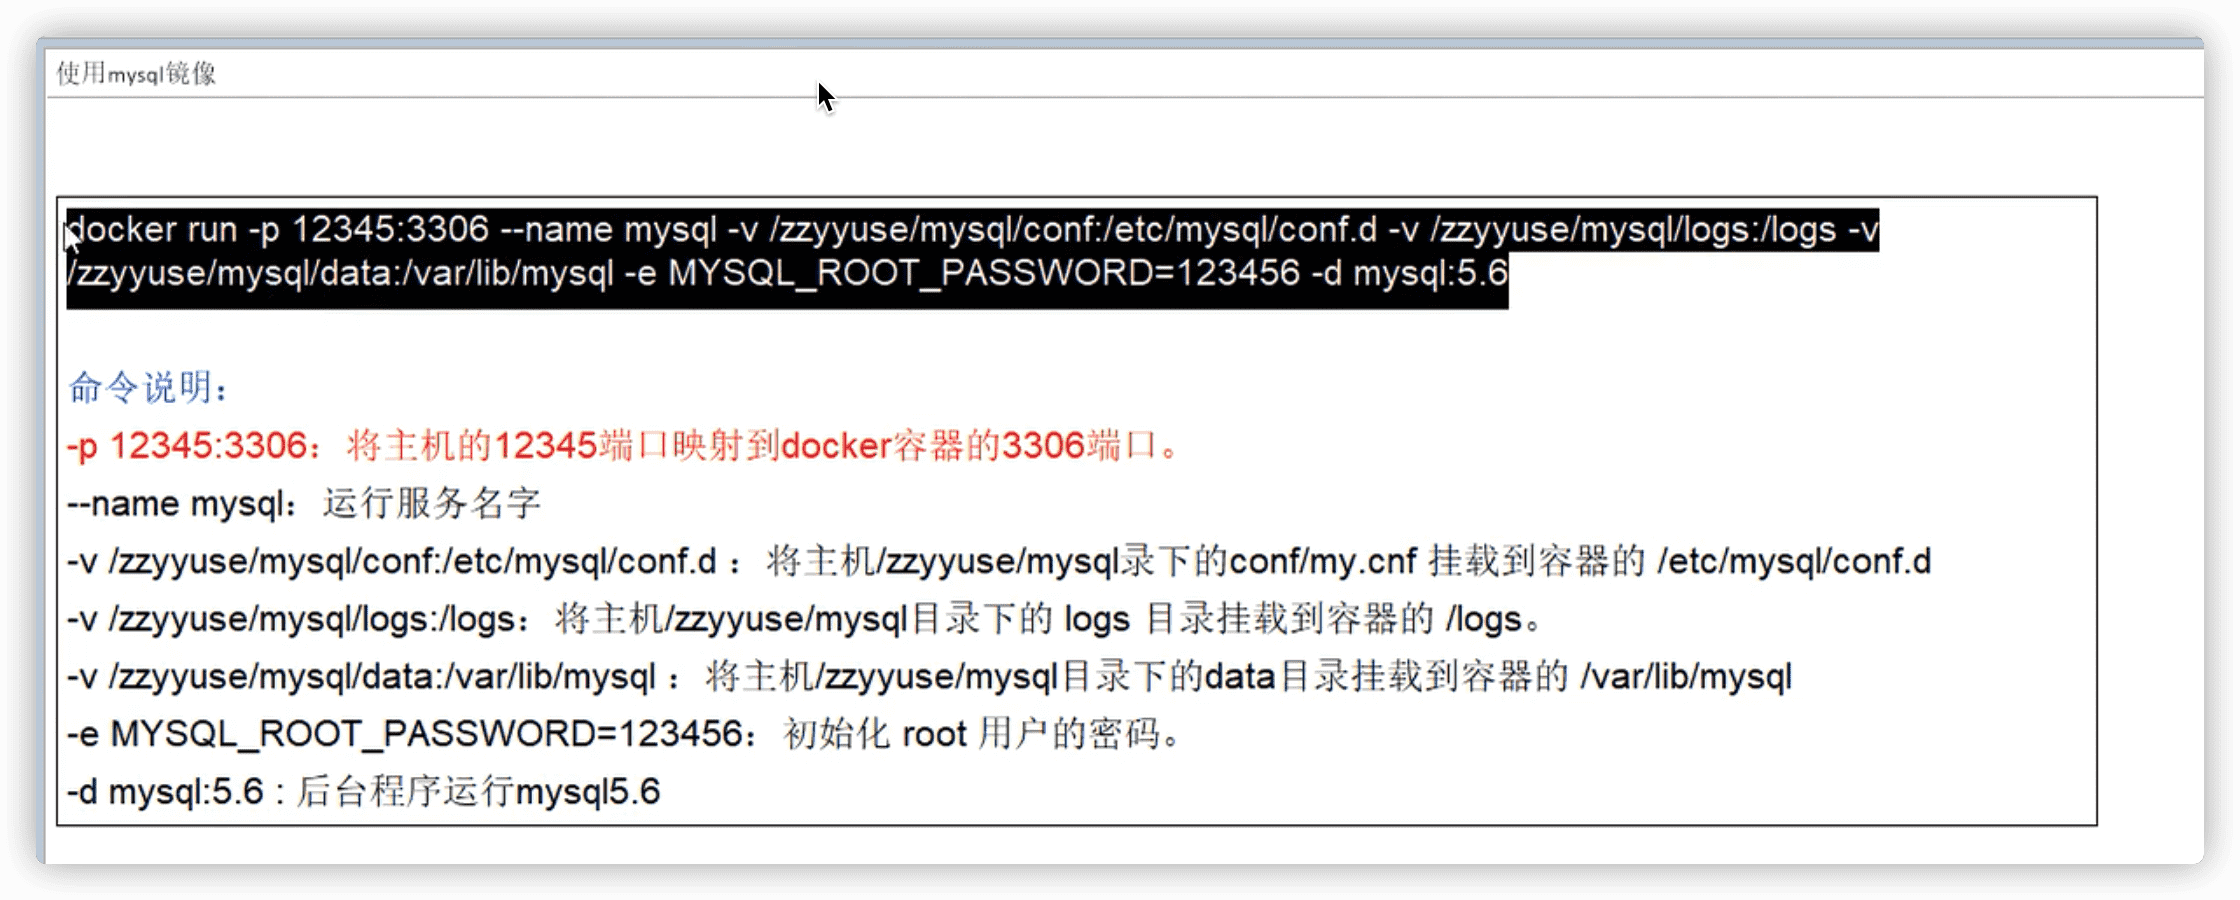 使用mysql镜像
docker run -p 12345:3306 --name mysql -v /zzyyuse/mysql/conf:/etc/mysql/conf.d -v /zzyyuse/mysql/logs:/logs -v
/zzyyuse/mysql/data:/var/lib/mysql -e MYSQL_ROOT_PASSWORD=123456 -d mysql:5.6
命令说明：
-p 12345:3306：将主机的12345端口映射到docker容器的3306端口。
--name mysql：运行服务名字
-v /zzyyuse/mysql/conf:/etc/mysql/conf.d ：将主机/zzyyuse/mysql录下的conf/my.cnf 挂载到容器的 /etc/mysql/conf.d
-v /zzyyuse/mysql/logs:/logs：将主机/zzyyuse/mysql目录下的 logs 目录挂载到容器的 /logs。
-v /zzyyuse/mysql/data:/var/lib/mysql ：将主机/zzyyuse/mysql目录下的data目录挂载到容器的 /var/lib/mysql
-e MYSQL_ROOT_PASSWORD=123456：初始化 root 用户的密码。
-d mysql:5.6 : 后台程序运行mysql5.6